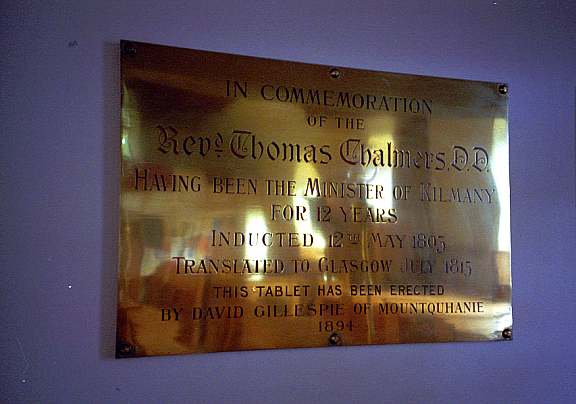 IN COMMEMORATION
OF THE
Revd. Thomas Chalmers, D.D.
HAVING BEEN THE MINISTER OF KILMANY
FOR 12 YEARS
INDUCTED 12TH MAY 1803
TRANSLATED TO GLASGOW JULY 1815
THIS TABLET HAS BEEN ERECTED
BY DAVID GILLESPIE OF MOUNTQUHANIE
1894